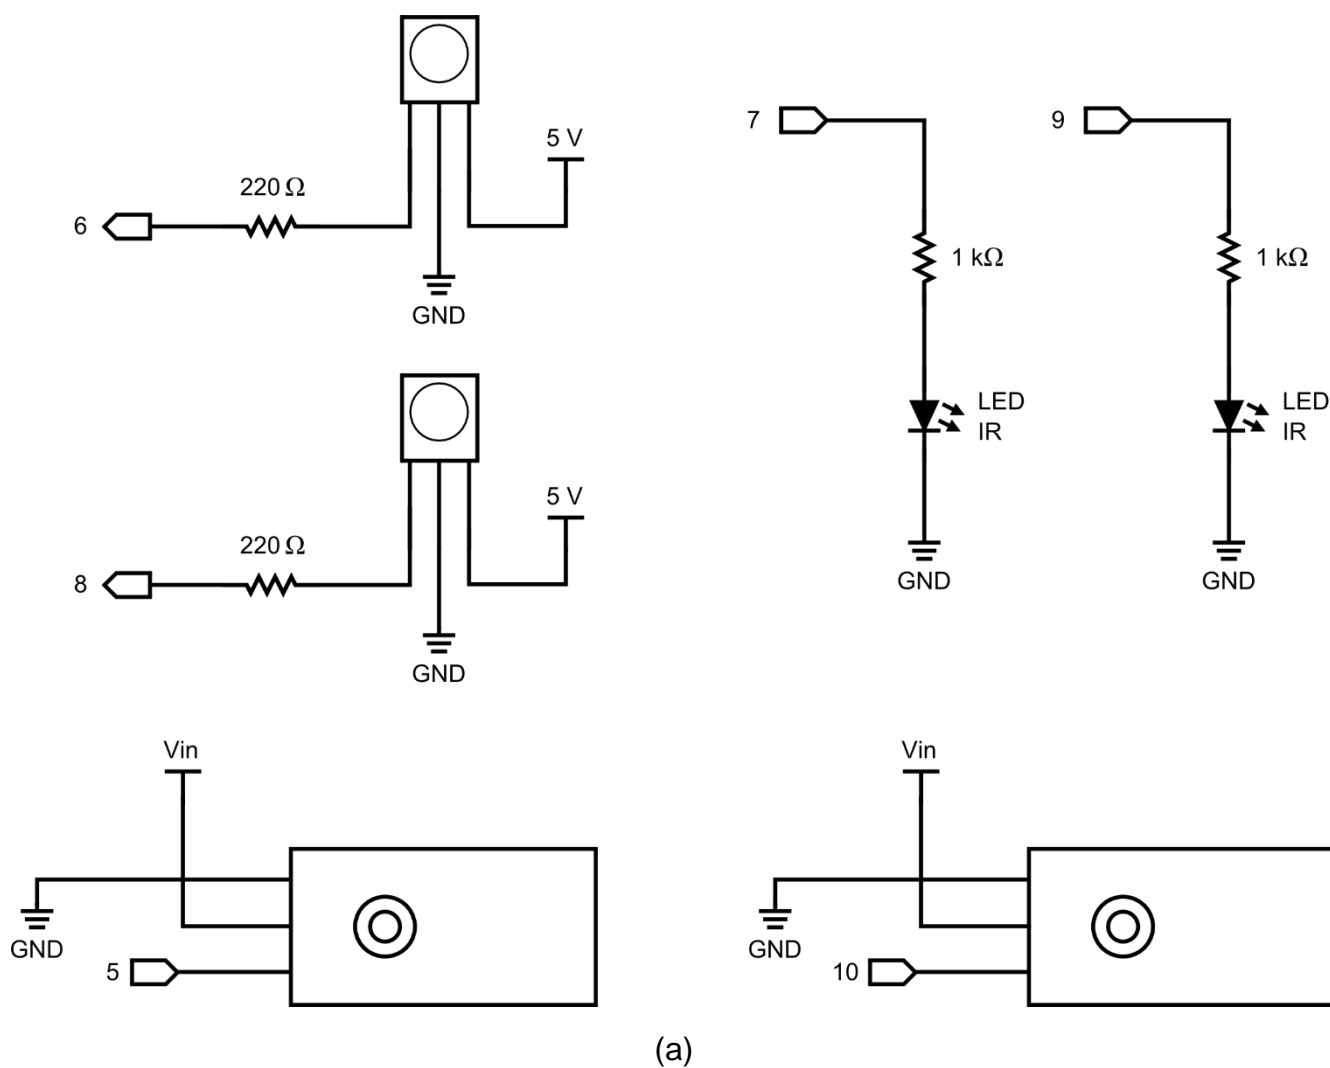 5 V
220 Ω
6
GND
7
1 kΩ
LED
IR
GND
9
1 kΩ
LED
IR
GND
5 V
220 Ω
8
GND
Vin
GND
5
Vin
GND
10
(a)